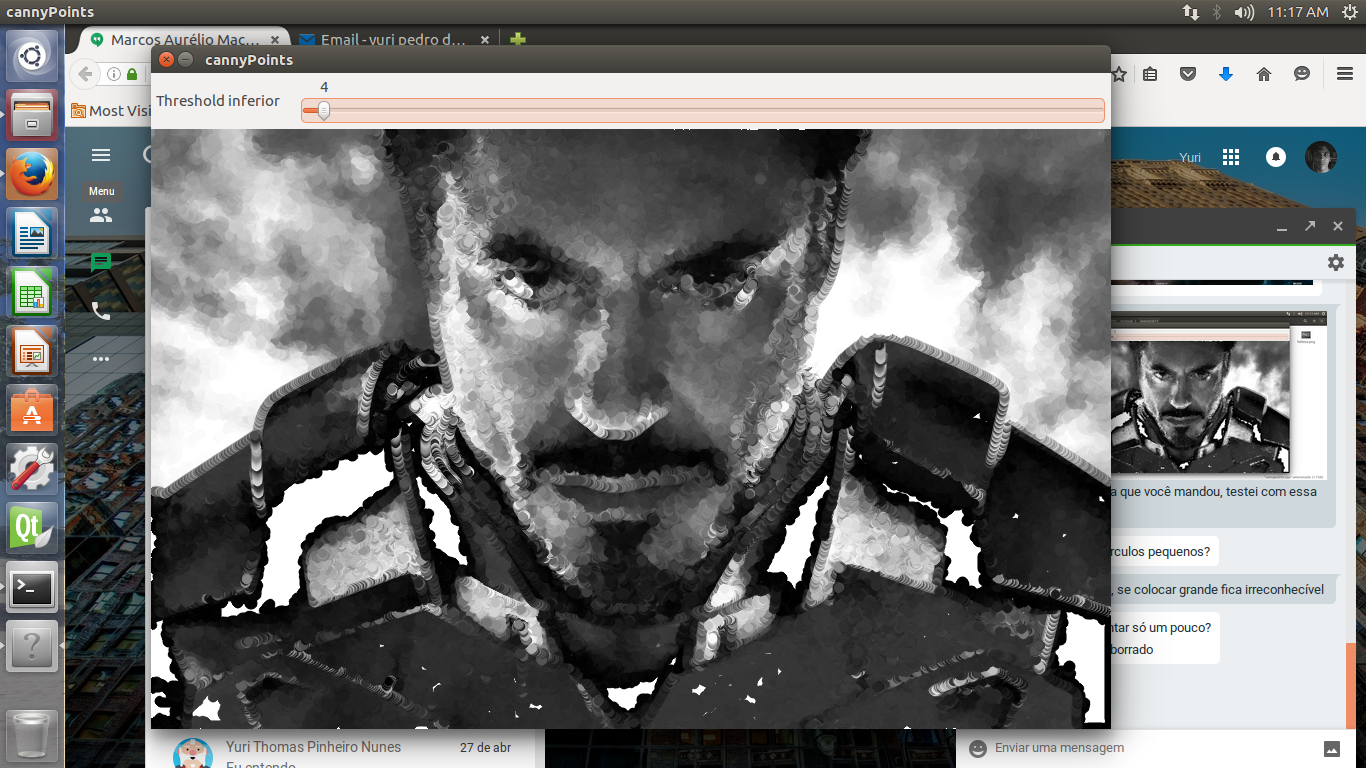 cannyPoints
11:17 AM
Marcos Aurélio Mac...
Email - yuri pedro d...
cannyPoints
4
Threshold inferior
Most Visi
Yuri
Menu
a que você mandou, testei com essa
rculos pequenos?
, se colocar grande fica irreconhecível
ntar só um pouco?
borrado
Yuri Thomas Pinheiro Nunes
27 de abr
Eu entendo
Enviar uma mensagem
Qt